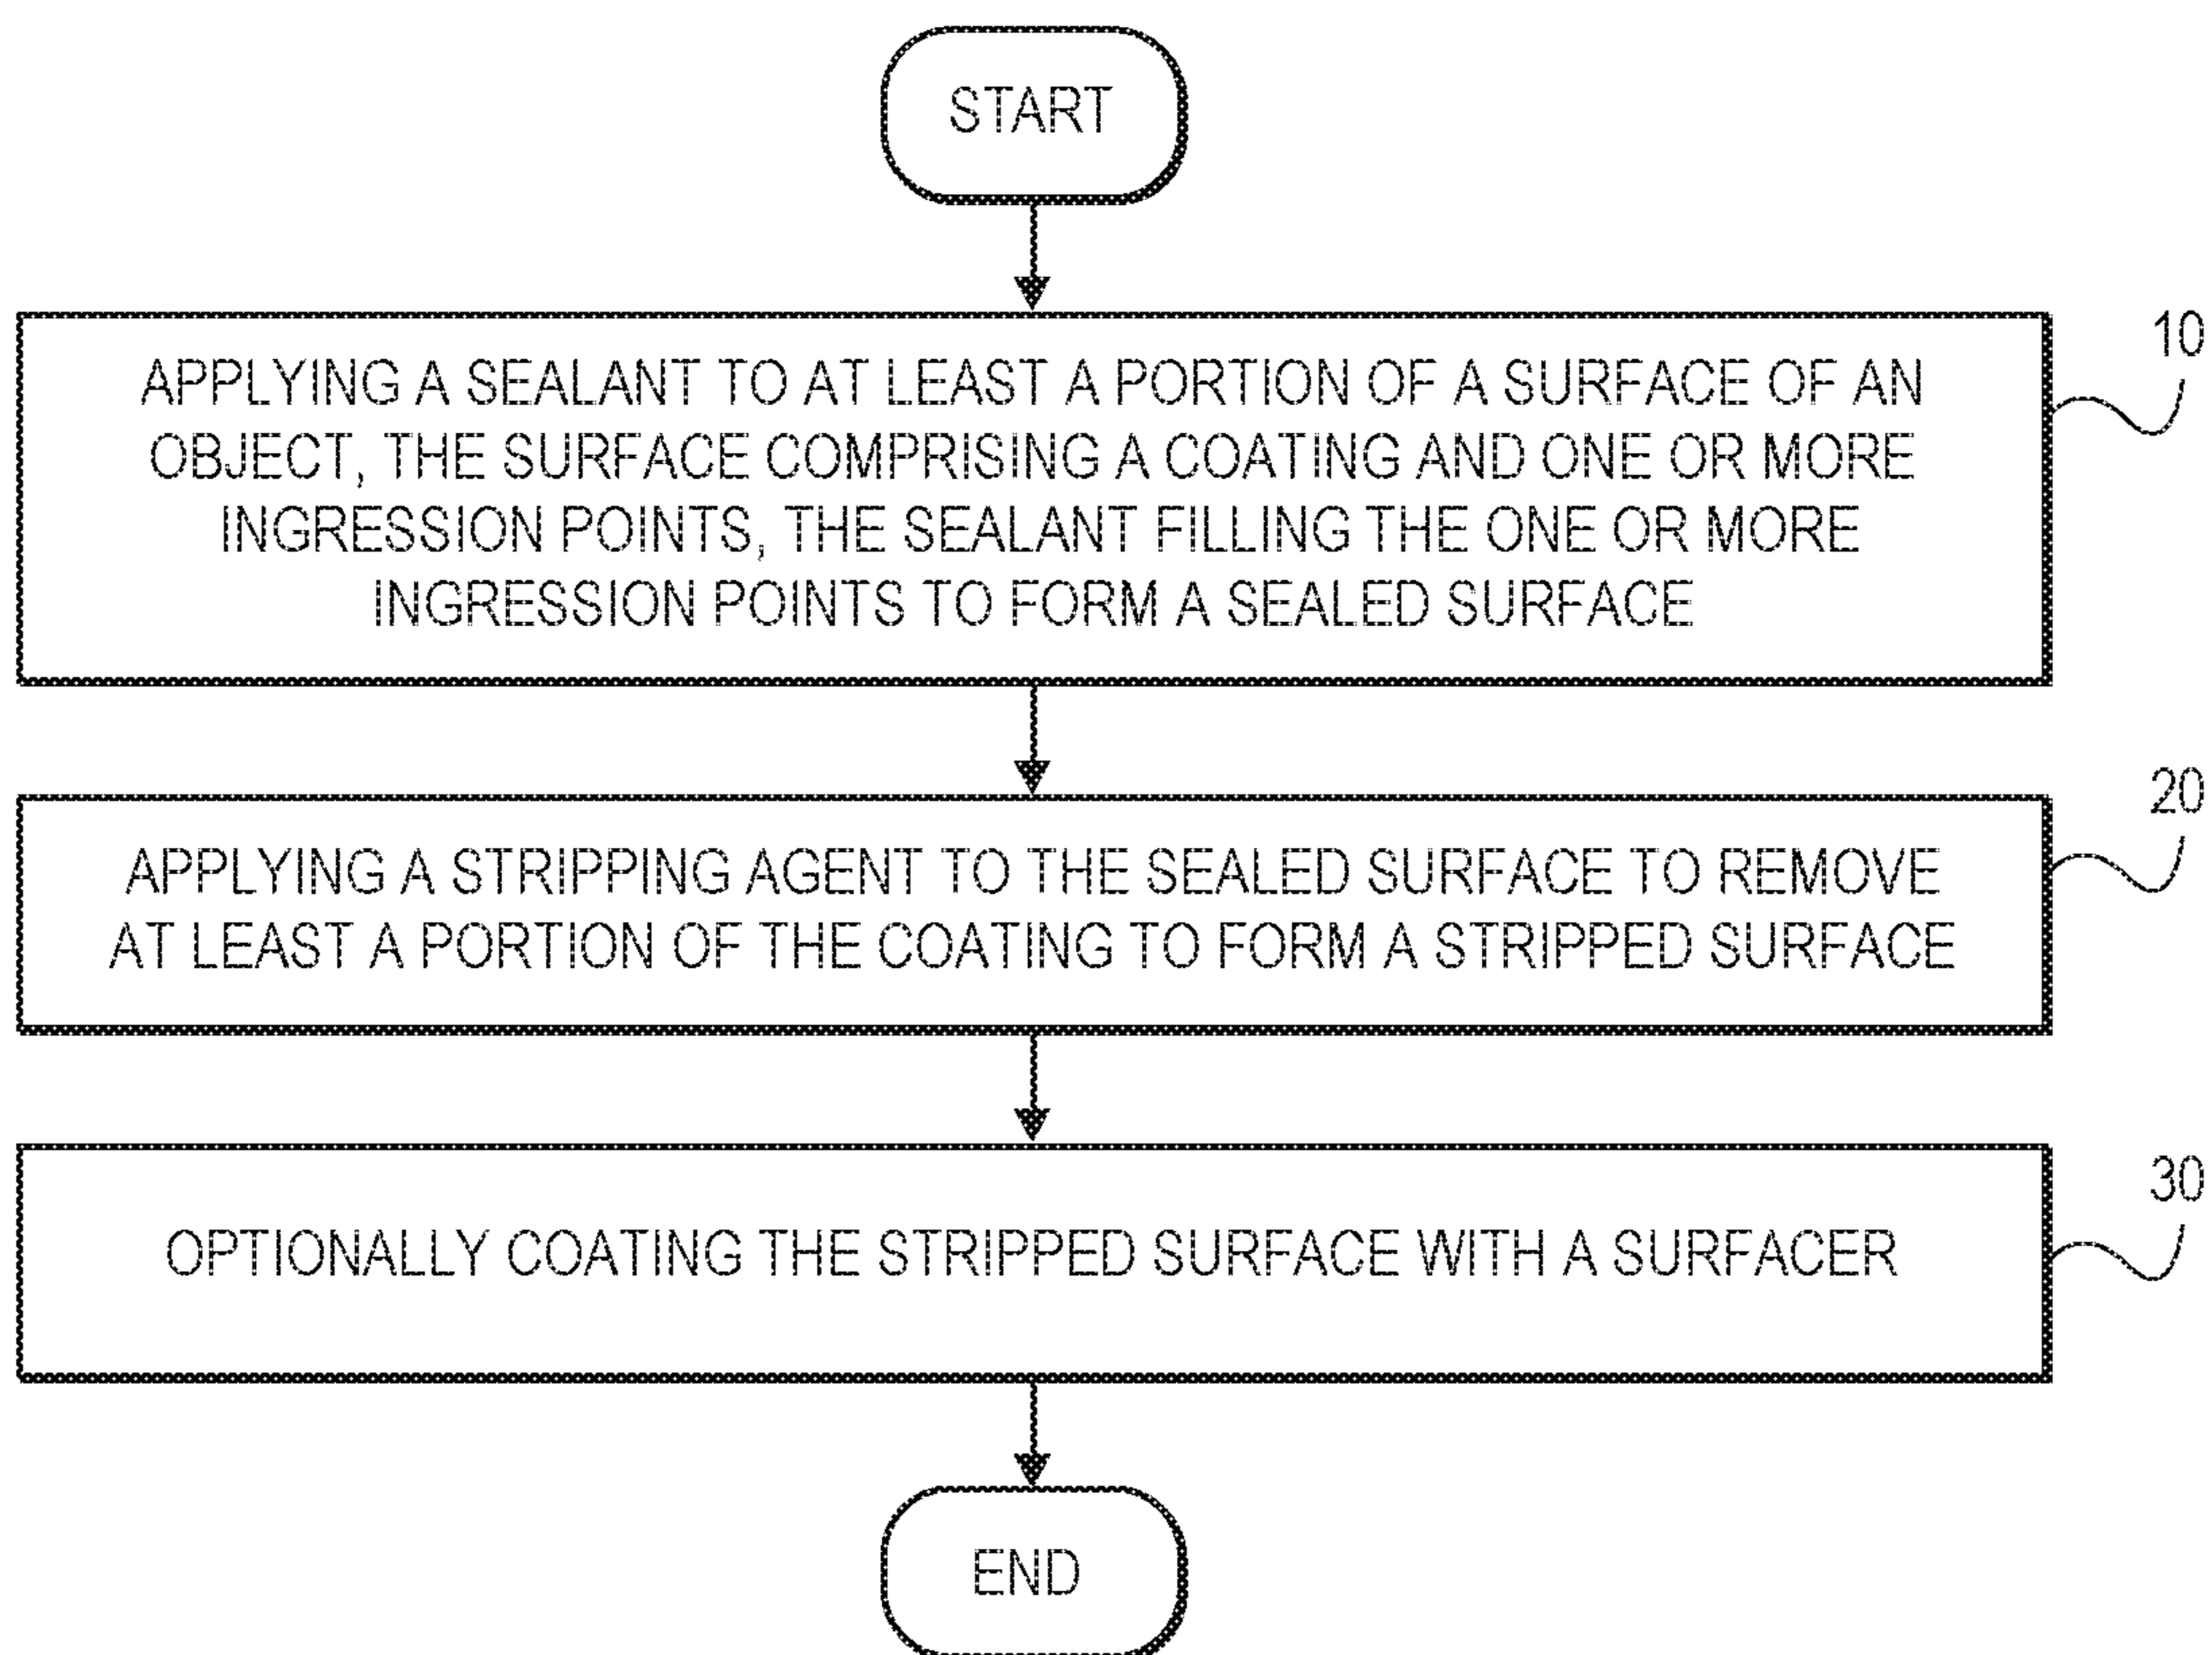 START
10
APPLYING A SEALANT TO AT LEAST A PORTION OF A SURFACE OF AN
OBJECT, THE SURFACE COMPRISING A COATING AND ONE OR MORE
INGRESSION POINTS, THE SEALANT FILLING THE ONE OR MORE
INGRESSION POINTS TO FORM A SEALED SURFACE
20
APPLYING A STRIPPING AGENT TO THE SEALED SURFACE TO REMOVE
AT LEAST A PORTION OF THE COATING TO FORM A STRIPPED SURFACE
30
OPTIONALLY COATING THE STRIPPED SURFACE WITH A SURFACER
END